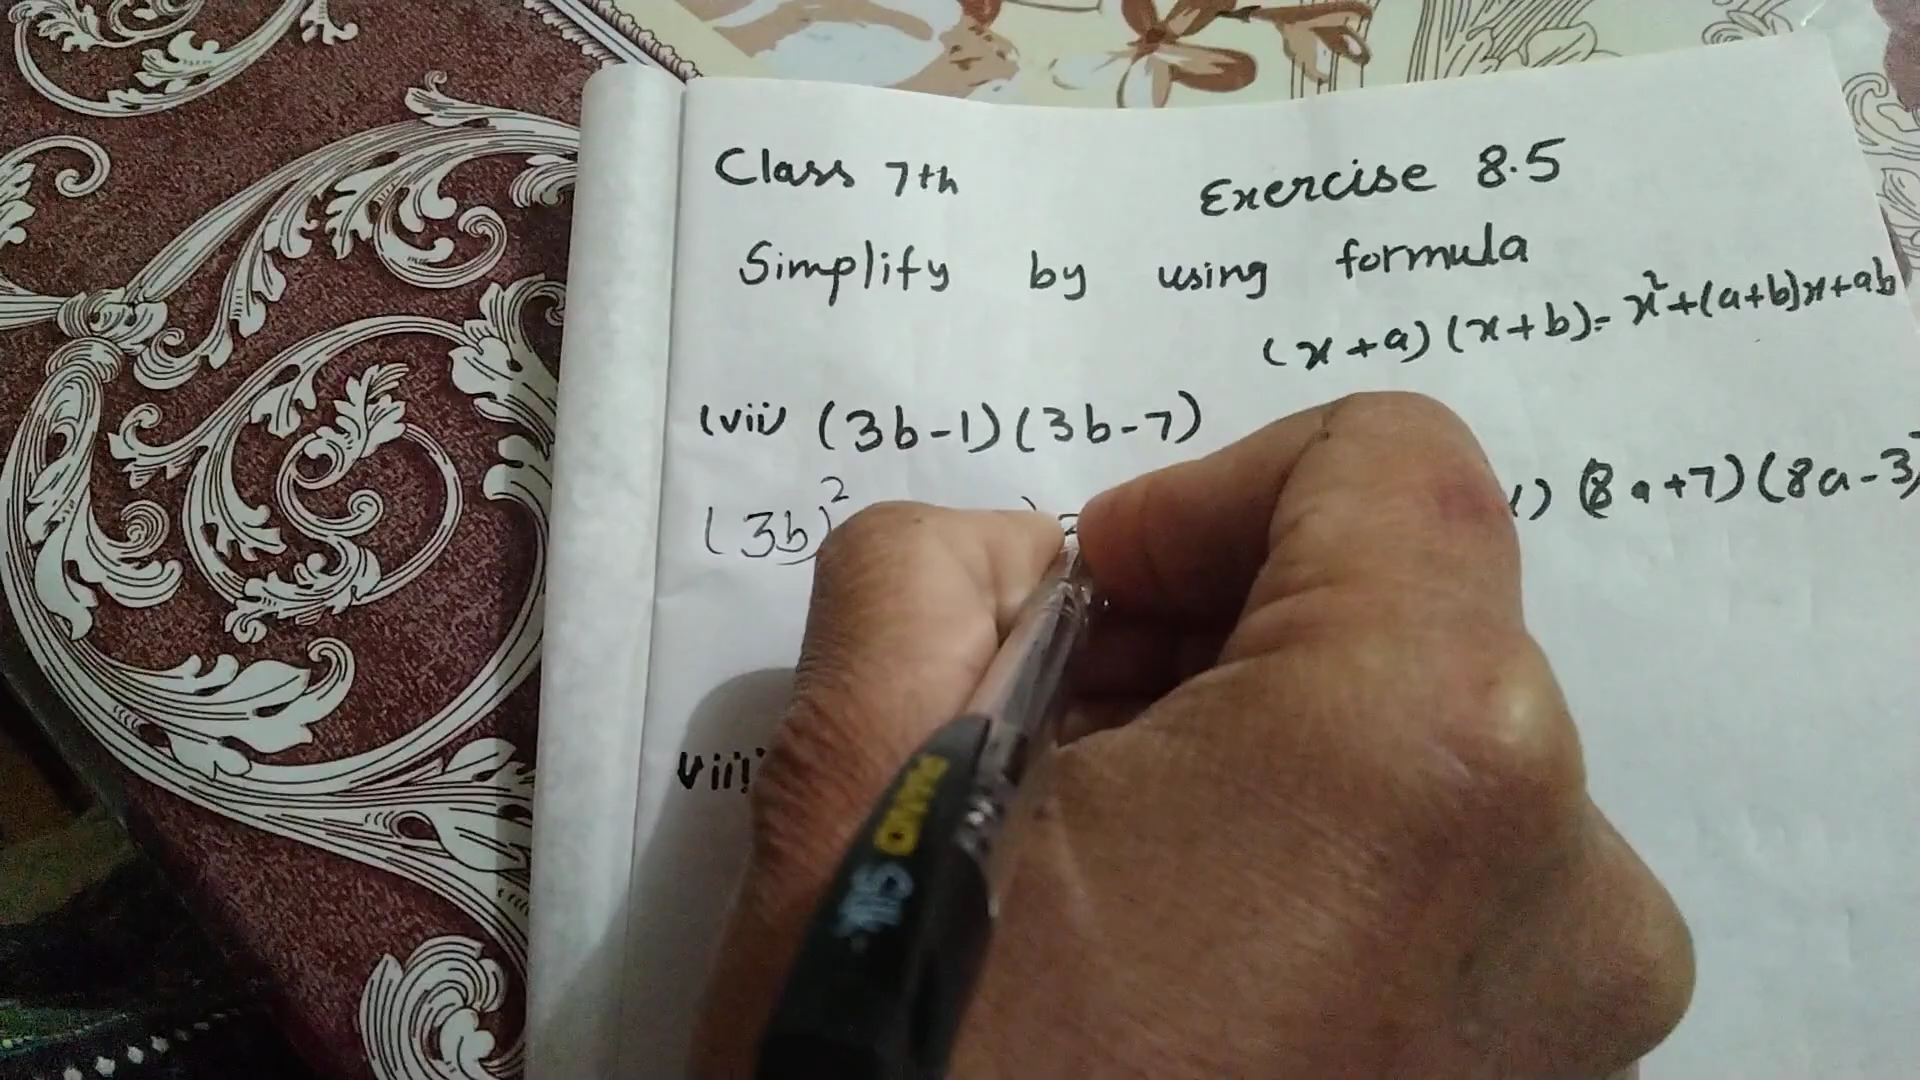 Class 7th Exercise 8.5
Simplify by using formula
(x+a)(x+b)=x²+(a+b)x+ab
(vii) (3b-1)(3b-7)
(8a+7)(8a-3)
(3b)²
viii